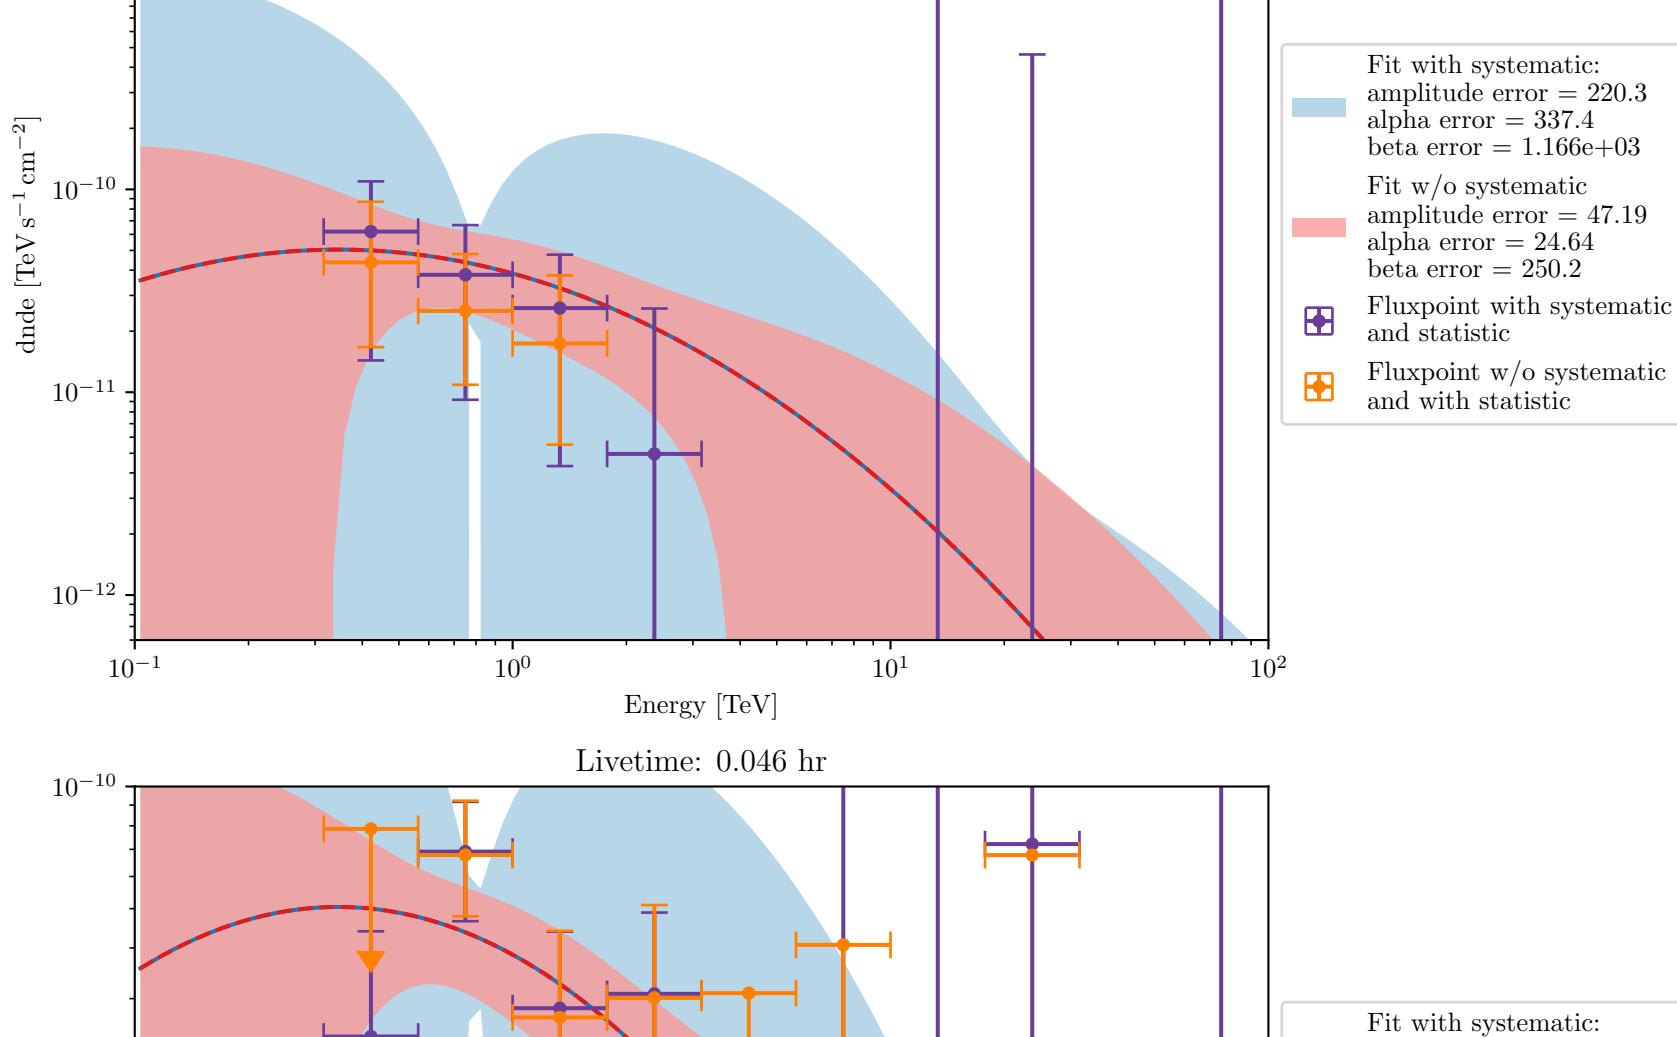 dnde [TeV s⁻¹ cm⁻²]
10⁻¹⁰
10⁻¹¹
10⁻¹²
10⁻¹
10⁰
10¹
10²
Energy [TeV]
Fit with systematic:
amplitude error = 220.3
alpha error = 337.4
beta error = 1.166e+03
Fit w/o systematic
amplitude error = 47.19
alpha error = 24.64
beta error = 250.2
Fluxpoint with systematic
and statistic
Fluxpoint w/o systematic
and with statistic
Livetime: 0.046 hr
10⁻¹⁰
Fit with systematic: